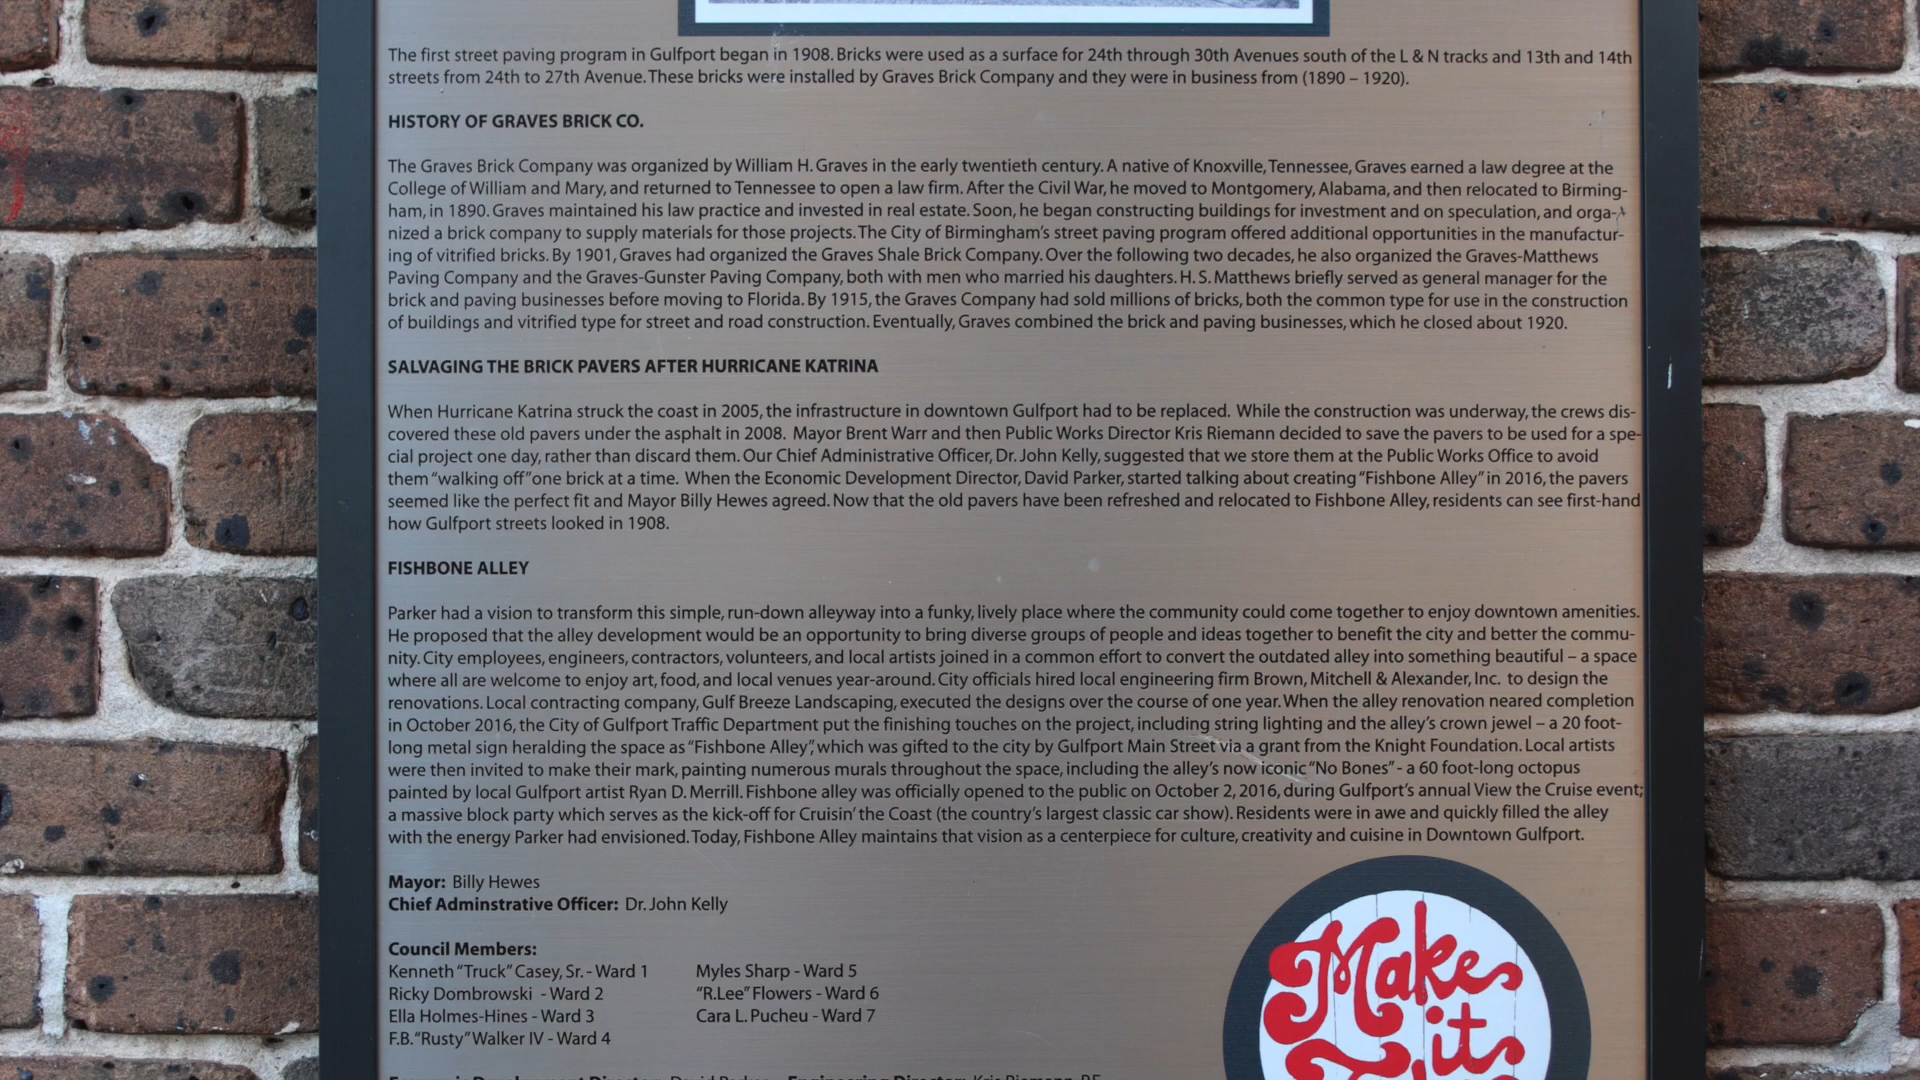 The first street paving program in Gulfport began in 1908. Bricks were used as a surface for 24th through 30th Avenues south of the L & N tracks and 13th and 14th
streets from 24th to 27th Avenue. These bricks were installed by Graves Brick Company and they were in business from (1890 – 1920).
HISTORY OF GRAVES BRICK CO.
The Graves Brick Company was organized by William H. Graves in the early twentieth century. A native of Knoxville, Tennessee, Graves earned a law degree at the
College of William and Mary, and returned to Tennessee to open a law firm. After the Civil War, he moved to Montgomery, Alabama, and then relocated to Birming-
ham, in 1890. Graves maintained his law practice and invested in real estate. Soon, he began constructing buildings for investment and on speculation, and orga-
nized a brick company to supply materials for those projects. The City of Birmingham's street paving program offered additional opportunities in the manufactur-
ing of vitrified bricks. By 1901, Graves had organized the Graves Shale Brick Company. Over the following two decades, he also organized the Graves-Matthews
Paving Company and the Graves-Gunster Paving Company, both with men who married his daughters. H. S. Matthews briefly served as general manager for the
brick and paving businesses before moving to Florida. By 1915, the Graves Company had sold millions of bricks, both the common type for use in the construction
of buildings and vitrified type for street and road construction. Eventually, Graves combined the brick and paving businesses, which he closed about 1920.
SALVAGING THE BRICK PAVERS AFTER HURRICANE KATRINA
When Hurricane Katrina struck the coast in 2005, the infrastructure in downtown Gulfport had to be replaced. While the construction was underway, the crews dis-
covered these old pavers under the asphalt in 2008. Mayor Brent Warr and then Public Works Director Kris Riemann decided to save the pavers to be used for a spe-
cial project one day, rather than discard them. Our Chief Administrative Officer, Dr. John Kelly, suggested that we store them at the Public Works Office to avoid
them "walking off" one brick at a time. When the Economic Development Director, David Parker, started talking about creating "Fishbone Alley" in 2016, the pavers
seemed like the perfect fit and Mayor Billy Hewes agreed. Now that the old pavers have been refreshed and relocated to Fishbone Alley, residents can see first-hand
how Gulfport streets looked in 1908.
FISHBONE ALLEY
Parker had a vision to transform this simple, run-down alleyway into a funky, lively place where the community could come together to enjoy downtown amenities.
He proposed that the alley development would be an opportunity to bring diverse groups of people and ideas together to benefit the city and better the commu-
nity. City employees, engineers, contractors, volunteers, and local artists joined in a common effort to convert the outdated alley into something beautiful – a space
where all are welcome to enjoy art, food, and local venues year-around. City officials hired local engineering firm Brown, Mitchell & Alexander, Inc. to design the
renovations. Local contracting company, Gulf Breeze Landscaping, executed the designs over the course of one year. When the alley renovation neared completion
in October 2016, the City of Gulfport Traffic Department put the finishing touches on the project, including string lighting and the alley's crown jewel – a 20 foot-
long metal sign heralding the space as "Fishbone Alley", which was gifted to the city by Gulfport Main Street via a grant from the Knight Foundation. Local artists
were then invited to make their mark, painting numerous murals throughout the space, including the alley's now iconic "No Bones" - a 60 foot-long octopus
painted by local Gulfport artist Ryan D. Merrill. Fishbone alley was officially opened to the public on October 2, 2016, during Gulfport's annual View the Cruise event;
a massive block party which serves as the kick-off for Cruisin' the Coast (the country's largest classic car show). Residents were in awe and quickly filled the alley
with the energy Parker had envisioned. Today, Fishbone Alley maintains that vision as a centerpiece for culture, creativity and cuisine in Downtown Gulfport.
Mayor: Billy Hewes
Chief Adminstrative Officer: Dr. John Kelly
Council Members:
Kenneth "Truck" Casey, Sr. - Ward 1
Ricky Dombrowski - Ward 2
Ella Holmes-Hines - Ward 3
F.B. "Rusty" Walker IV - Ward 4
Myles Sharp - Ward 5
"R.Lee" Flowers - Ward 6
Cara L. Pucheu - Ward 7
Economic Development Director: David Parker Engineering Director: Kris Riemann, P.E.
Make
it